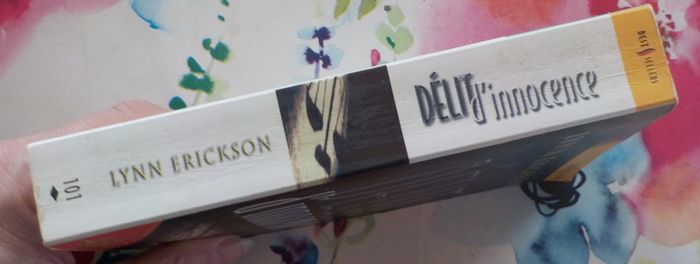 101
LYNN ERICKSON
DÉLIT d'innocence
BEST SELLERS